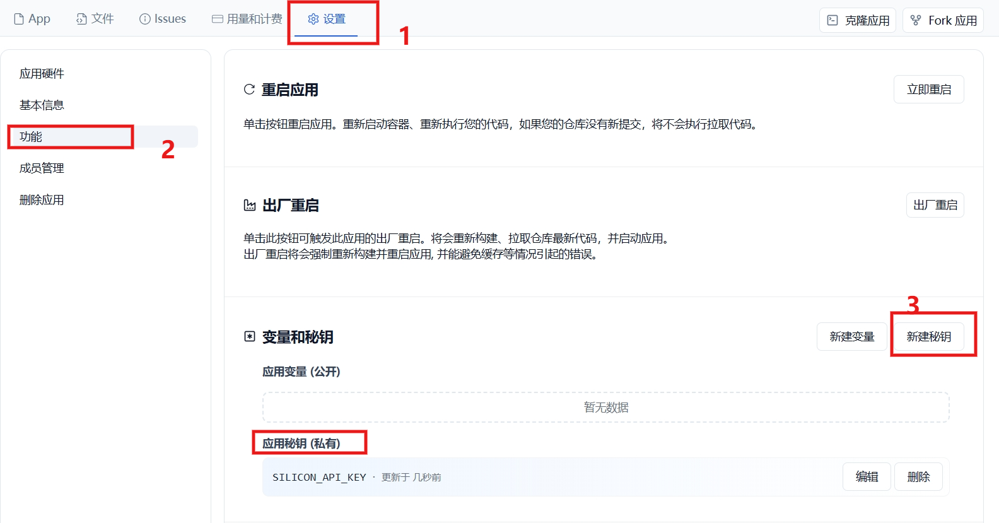 App 文件 Issues 用量和计费 设置 克隆应用 Fork 应用
1
应用硬件
基本信息
功能
2
成员管理
删除应用
重启应用 立即重启
单击按钮重启应用。重新启动容器、重新执行您的代码，如果您的仓库没有新提交，将不会执行拉取代码。
出厂重启 出厂重启
单击此按钮可触发此应用的出厂重启。将会重新构建、拉取仓库最新代码，并启动应用。
出厂重启将会强制重新构建并重启应用, 并能避免缓存等情况引起的错误。
3
变量和秘钥 新建变量 新建秘钥
应用变量 (公开)
暂无数据
应用秘钥 (私有)
SILICON_API_KEY · 更新于 几秒前 编辑 删除